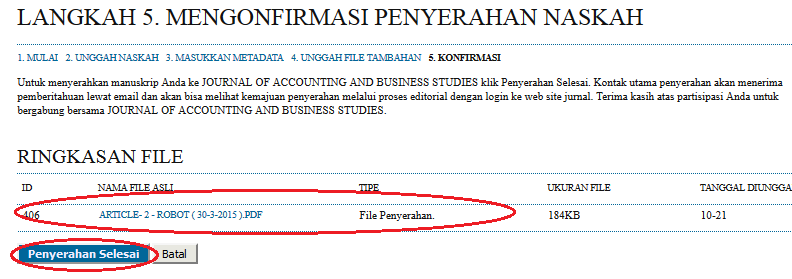 LANGKAH 5. MENGONFIRMASI PENYERAHAN NASKAH
1. MULAI 2. UNGGAH NASKAH 3. MASUKKAN METADATA 4. UNGGAH FILE TAMBAHAN 5. KONFIRMASI
Untuk menyerahkan manuskrip Anda ke JOURNAL OF ACCOUNTING AND BUSINESS STUDIES klik Penyerahan Selesai. Kontak utama penyerahan akan menerima
pemberitahuan lewat email dan akan bisa melihat kemajuan penyerahan melalui proses editorial dengan login ke web site jurnal. Terima kasih atas partisipasi Anda untuk
bergabung bersama JOURNAL OF ACCOUNTING AND BUSINESS STUDIES.
RINGKASAN FILE
ID NAMA FILE ASLI TIPE UKURAN FILE TANGGAL DIUNGGA
406 ARTICLE- 2 - ROBOT ( 30-3-2015 ).PDF File Penyerahan. 184KB 10-21
Penyerahan Selesai Batal